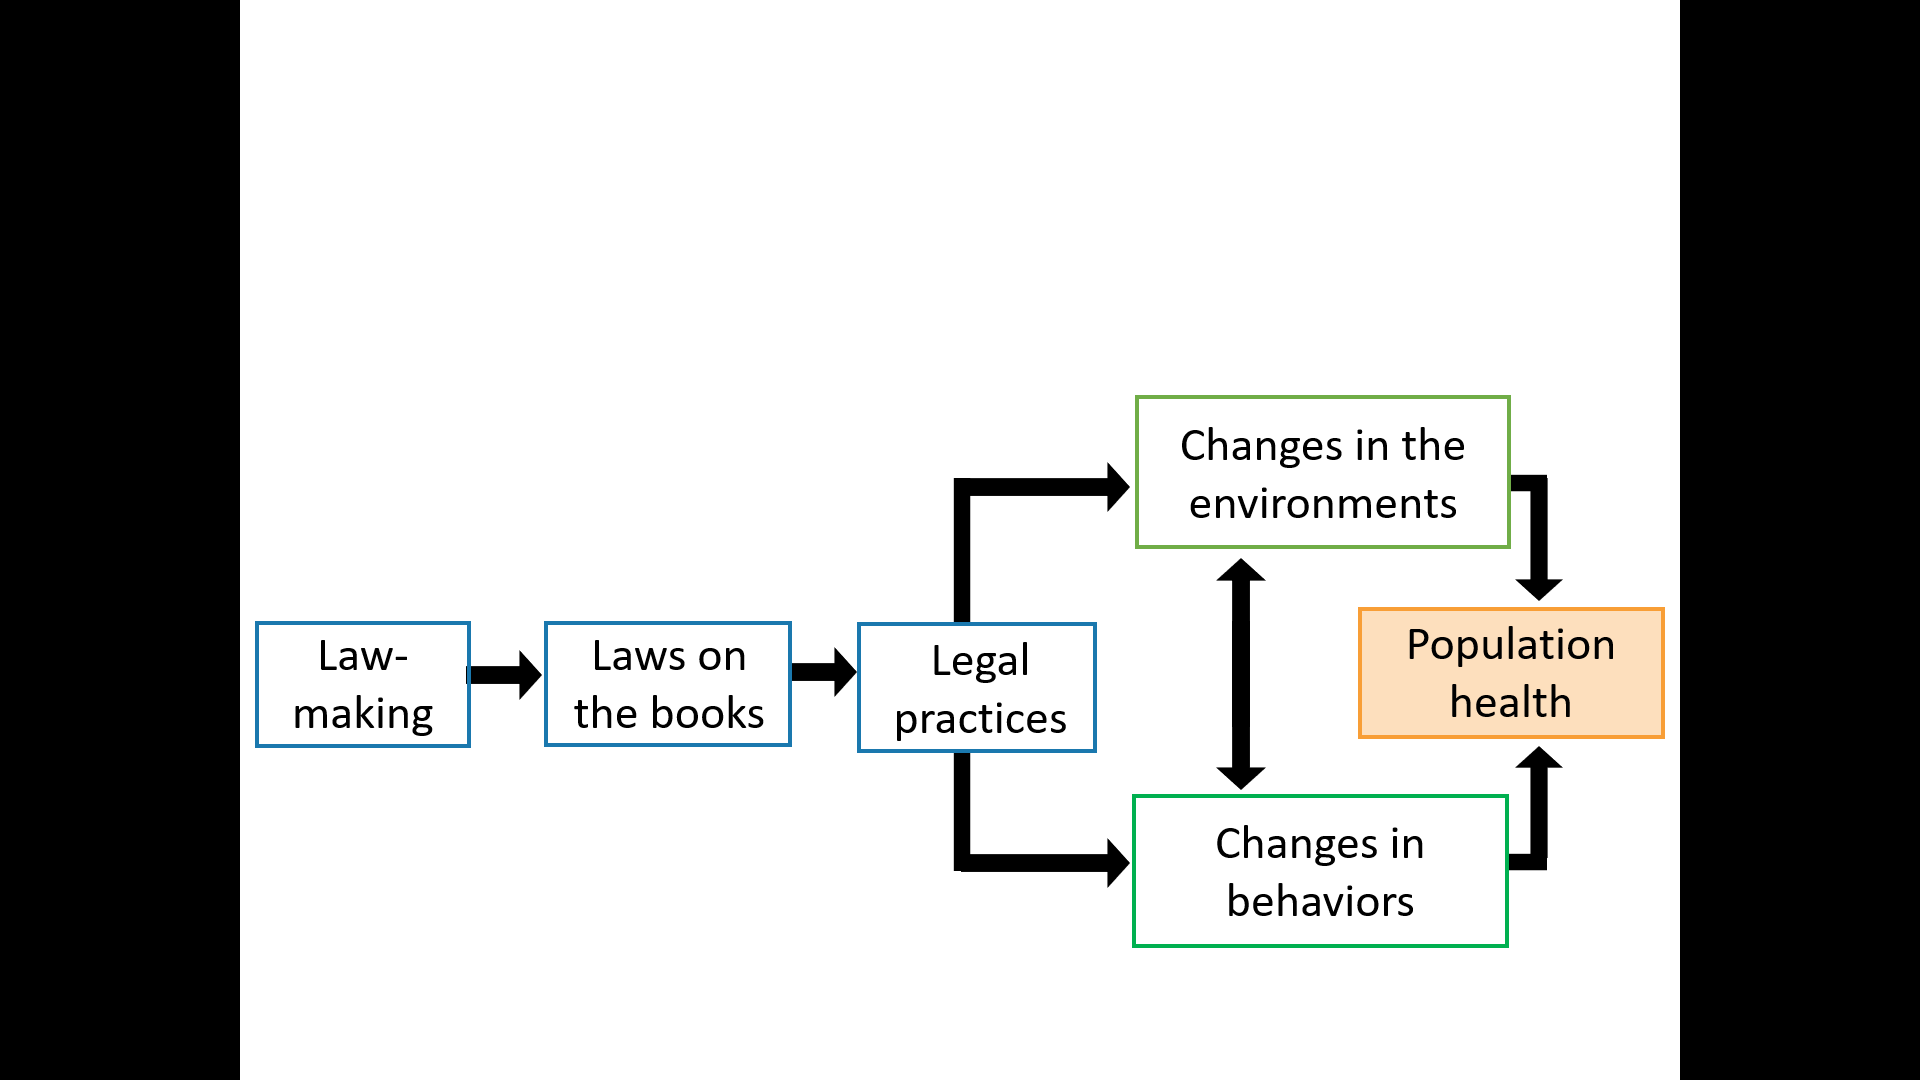 Law-
making
Laws on
the books
Legal
practices
Changes in the
environments
Changes in
behaviors
Population
health